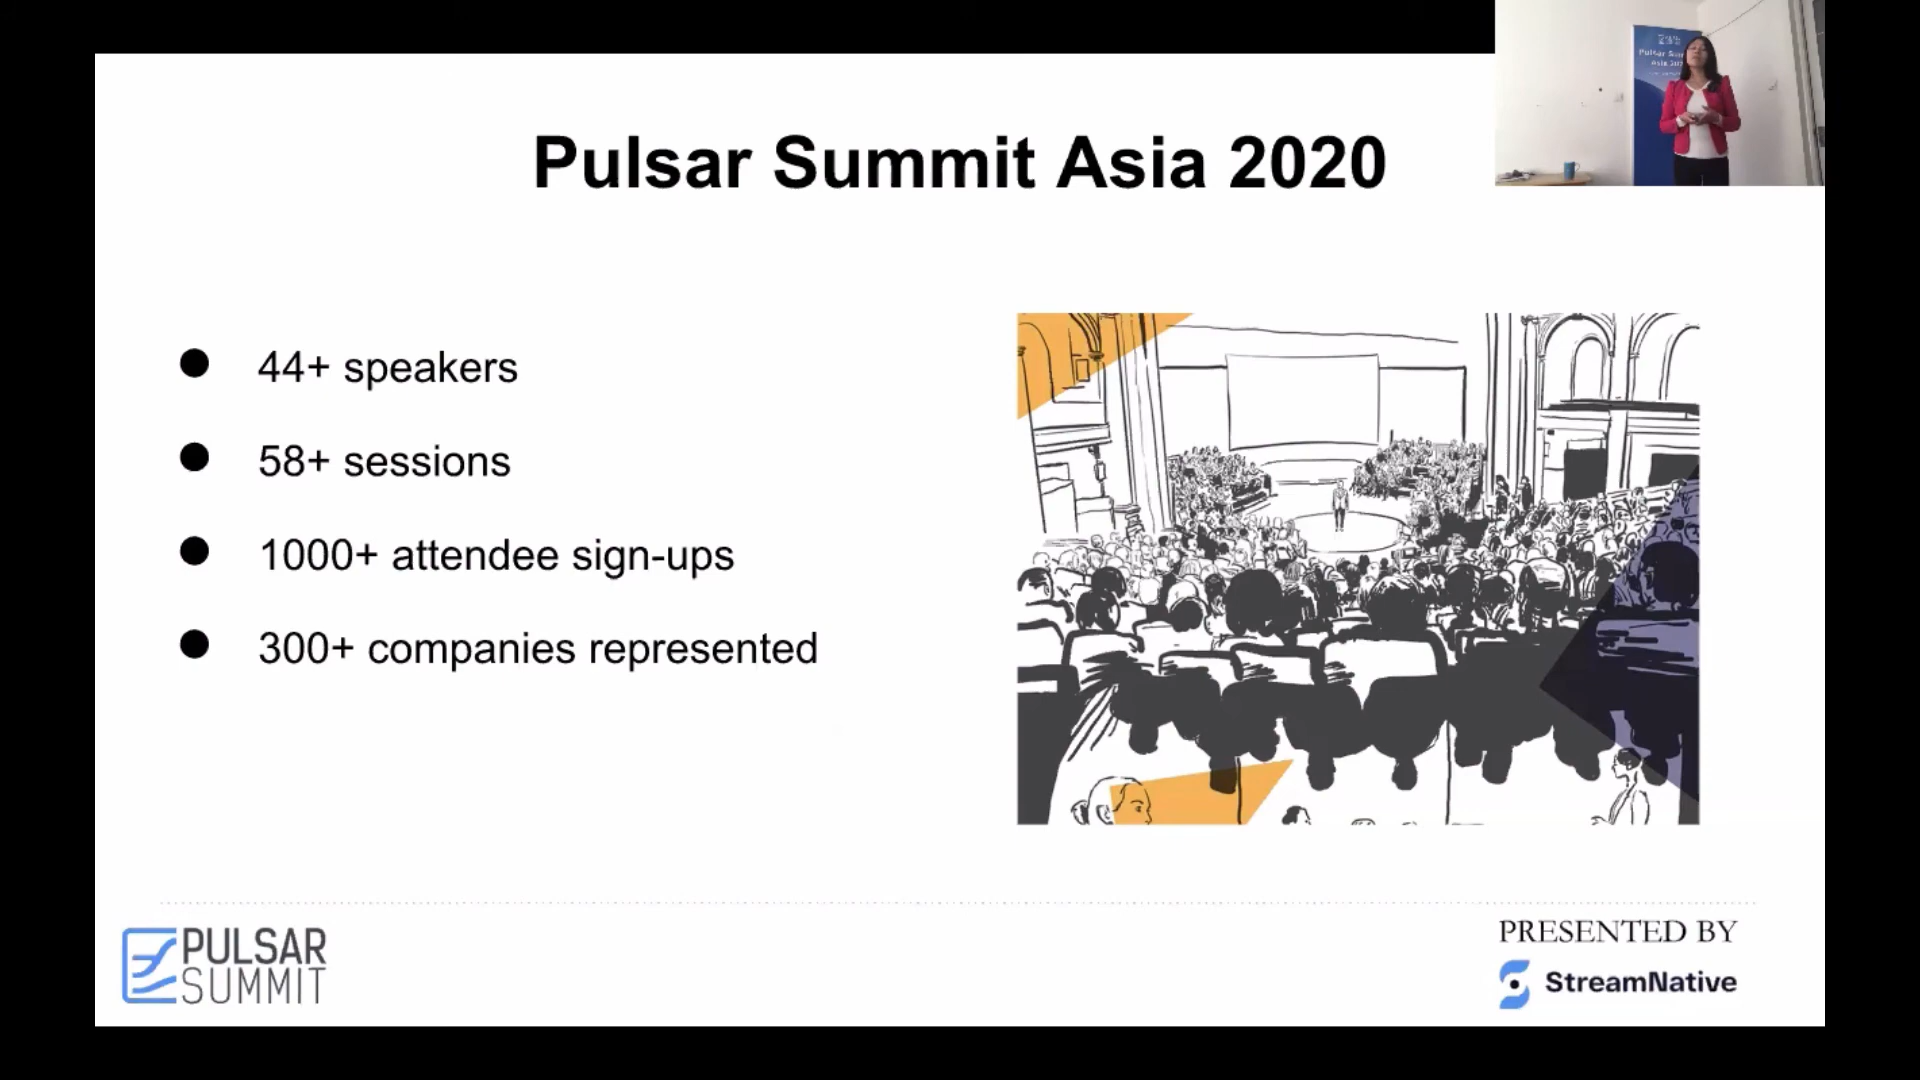 Pulsar Summit Asia 2020
44+ speakers
58+ sessions
1000+ attendee sign-ups
300+ companies represented
PULSAR
SUMMIT
PRESENTED BY
StreamNative